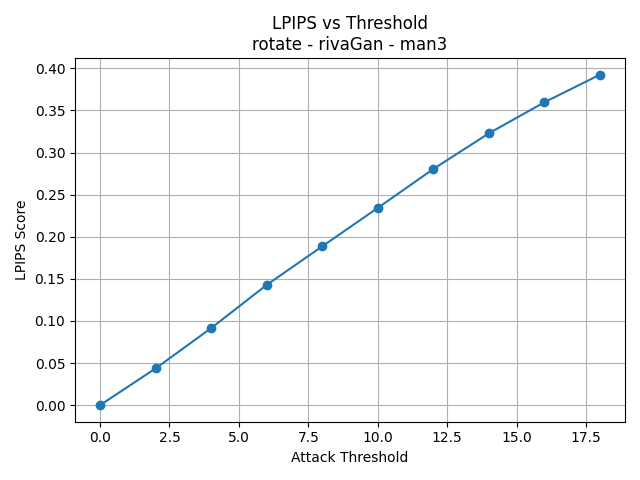 LPIPS vs Threshold
rotate - rivaGan - man3
0.40
0.35
0.30
0.25
0.20
0.15
0.10
0.05
0.00
LPIPS Score
0.0 2.5 5.0 7.5 10.0 12.5 15.0 17.5
Attack Threshold